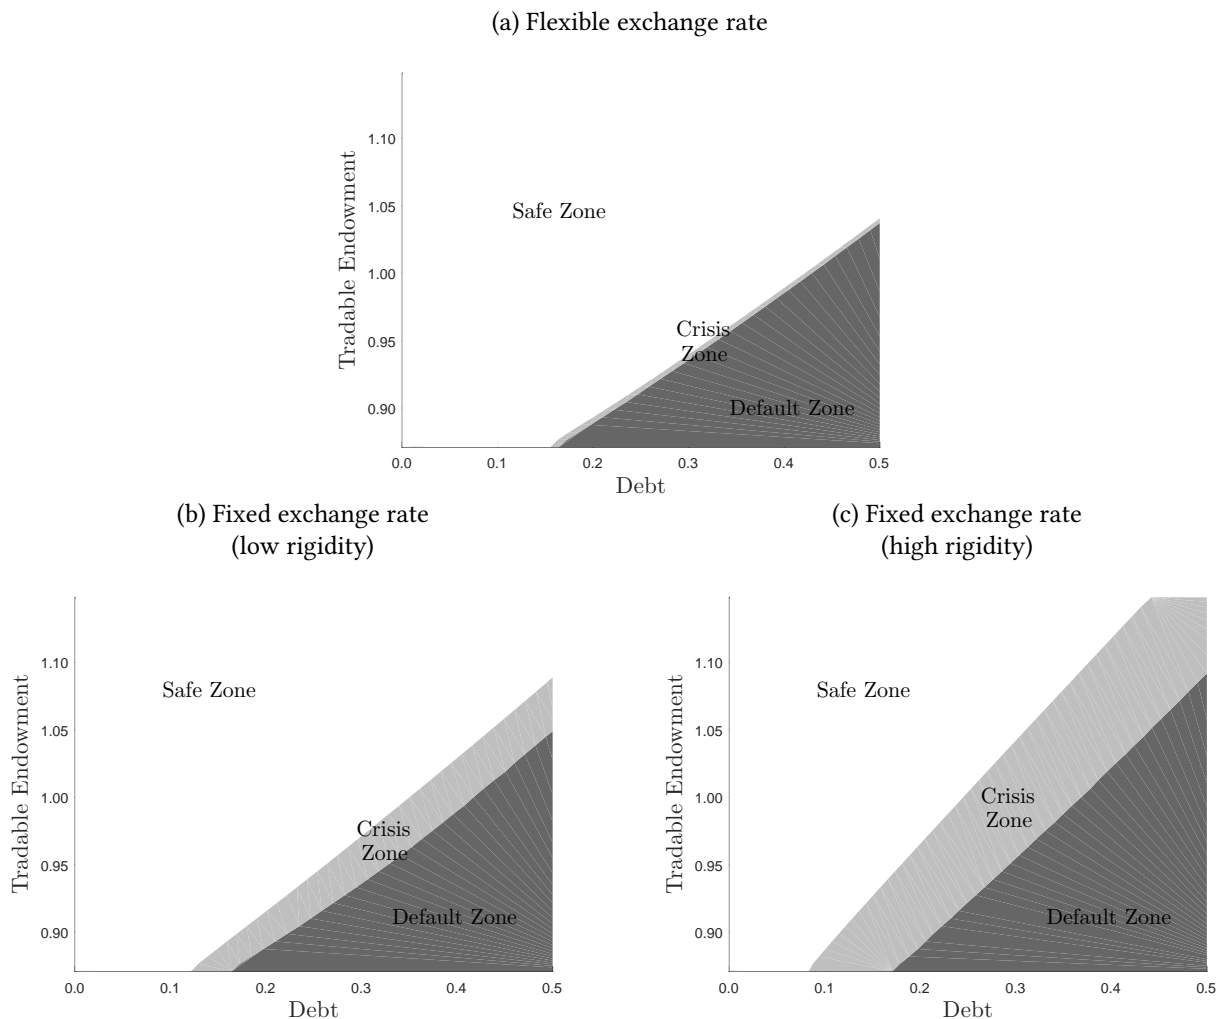 (a) Flexible exchange rate
Tradable Endowment
1.10
1.05
1.00
0.95
0.90
Safe Zone
Crisis
Zone
Default Zone
0.0 0.1 0.2 0.3 0.4 0.5
Debt
(b) Fixed exchange rate
(low rigidity)
Tradable Endowment
1.10
1.05
1.00
0.95
0.90
Safe Zone
Crisis
Zone
Default Zone
0.0 0.1 0.2 0.3 0.4 0.5
Debt
(c) Fixed exchange rate
(high rigidity)
Tradable Endowment
1.10
1.05
1.00
0.95
0.90
Safe Zone
Crisis
Zone
Default Zone
0.0 0.1 0.2 0.3 0.4 0.5
Debt